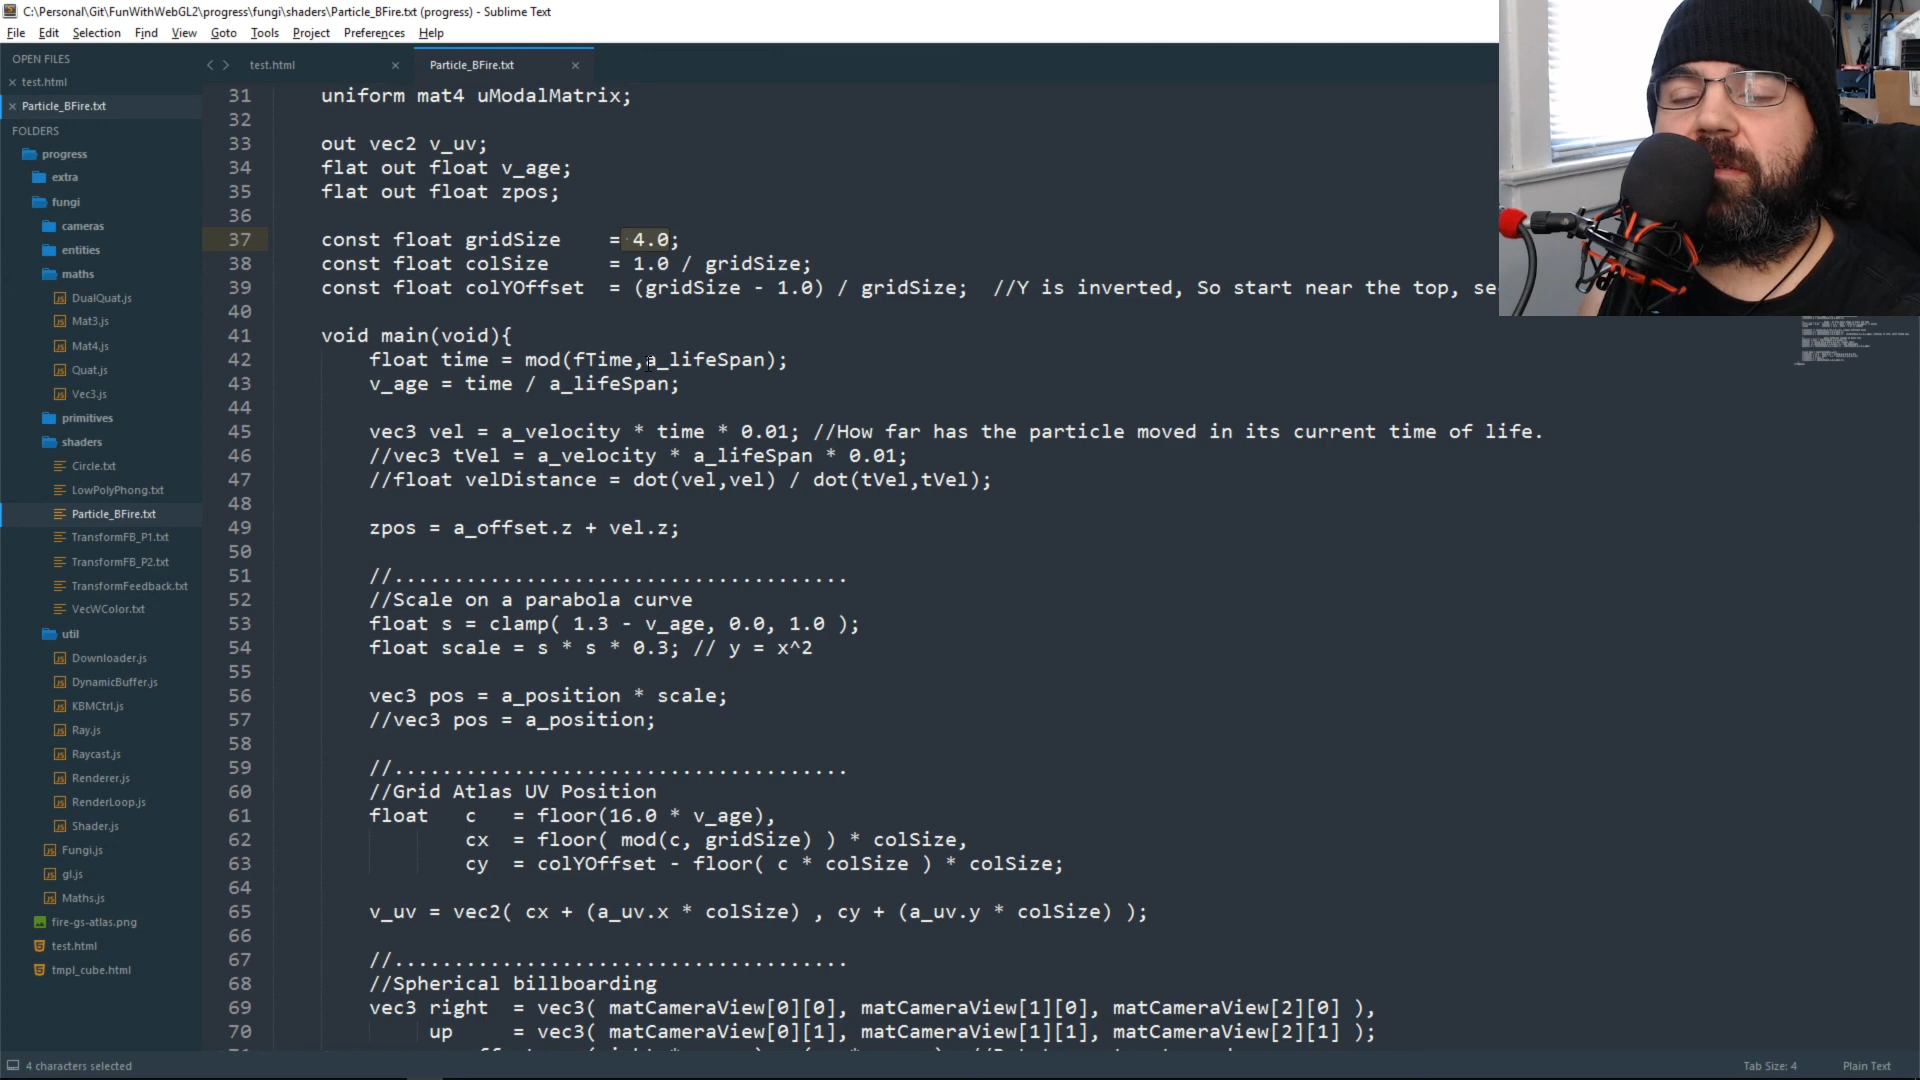 C:\Personal\Git\FunWithWebGL2\progress\fungi\shaders\Particle_BFire.txt (progress) - Sublime Text
File Edit Selection Find View Goto Tools Project Preferences Help
OPEN FILES
test.html
Particle_BFire.txt
FOLDERS
progress
extra
fungi
cameras
entities
maths
DualQuat.js
Mat3.js
Mat4.js
Quat.js
Vec3.js
primitives
shaders
Circle.txt
LowPolyPhong.txt
Particle_BFire.txt
TransformFB_P1.txt
TransformFB_P2.txt
TransformFeedback.txt
VecWColor.txt
util
Downloader.js
DynamicBuffer.js
KBMCtrl.js
Ray.js
Raycast.js
Renderer.js
RenderLoop.js
Shader.js
Fungi.js
gl.js
Maths.js
fire-gs-atlas.png
test.html
tmpl_cube.html
test.html
Particle_BFire.txt
31 uniform mat4 uModalMatrix;
32
33 out vec2 v_uv;
34 flat out float v_age;
35 flat out float zpos;
36
37 const float gridSize = 4.0;
38 const float colSize = 1.0 / gridSize;
39 const float colYOffset = (gridSize - 1.0) / gridSize; //Y is inverted, So start near the top, se
40
41 void main(void){
42 float time = mod(fTime,a_lifeSpan);
43 v_age = time / a_lifeSpan;
44
45 vec3 vel = a_velocity * time * 0.01; //How far has the particle moved in its current time of life.
46 //vec3 tVel = a_velocity * a_lifeSpan * 0.01;
47 //float velDistance = dot(vel,vel) / dot(tVel,tVel);
48
49 zpos = a_offset.z + vel.z;
50
51 //......................................
52 //Scale on a parabola curve
53 float s = clamp( 1.3 - v_age, 0.0, 1.0 );
54 float scale = s * s * 0.3; // y = x^2
55
56 vec3 pos = a_position * scale;
57 //vec3 pos = a_position;
58
59 //......................................
60 //Grid Atlas UV Position
61 float c = floor(16.0 * v_age),
62 cx = floor( mod(c, gridSize) ) * colSize,
63 cy = colYOffset - floor( c * colSize ) * colSize;
64
65 v_uv = vec2( cx + (a_uv.x * colSize) , cy + (a_uv.y * colSize) );
66
67 //......................................
68 //Spherical billboarding
69 vec3 right = vec3( matCameraView[0][0], matCameraView[1][0], matCameraView[2][0] ),
70 up = vec3( matCameraView[0][1], matCameraView[1][1], matCameraView[2][1] );
4 characters selected
Tab Size: 4
Plain Text